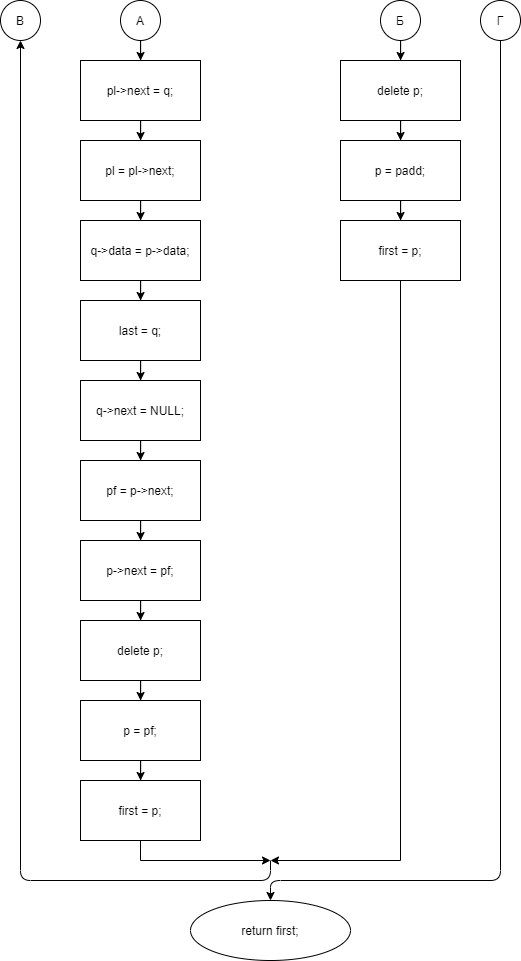 В
А
Б
Г
pl->next = q;
pl = pl->next;
q->data = p->data;
last = q;
q->next = NULL;
pf = p->next;
p->next = pf;
delete p;
p = pf;
first = p;
delete p;
p = padd;
first = p;
return first;